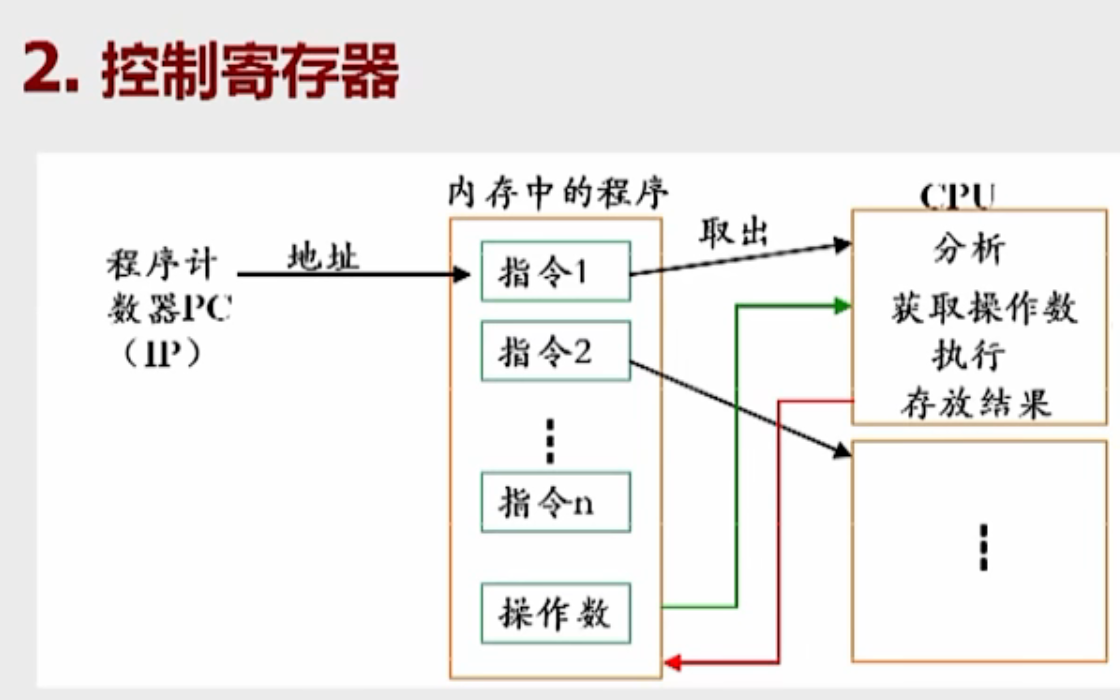 2. 控制寄存器
内存中的程序
CPU
程序计
数器PC
（IP）
地址
指令1
指令2
指令n
操作数
取出
分析
获取操作数
执行
存放结果